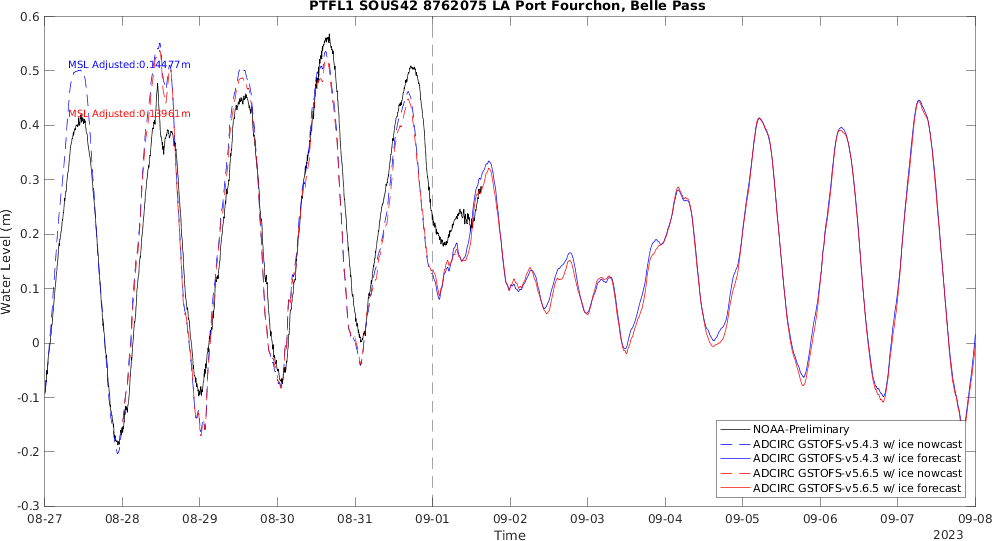 PTFL1 SOUS42 8762075 LA Port Fourchon, Belle Pass
0.6
0.5
0.4
0.3
0.2
0.1
0
-0.1
-0.2
-0.3
Water Level (m)
MSL Adjusted:0.14477m
MSL Adjusted:0.13961m
NOAA-Preliminary
ADCIRC GSTOFS-v5.4.3 w/ ice nowcast
ADCIRC GSTOFS-v5.4.3 w/ ice forecast
ADCIRC GSTOFS-v5.6.5 w/ ice nowcast
ADCIRC GSTOFS-v5.6.5 w/ ice forecast
08-27 08-28 08-29 08-30 08-31 09-01 09-02 09-03 09-04 09-05 09-06 09-07 09-08
Time
2023